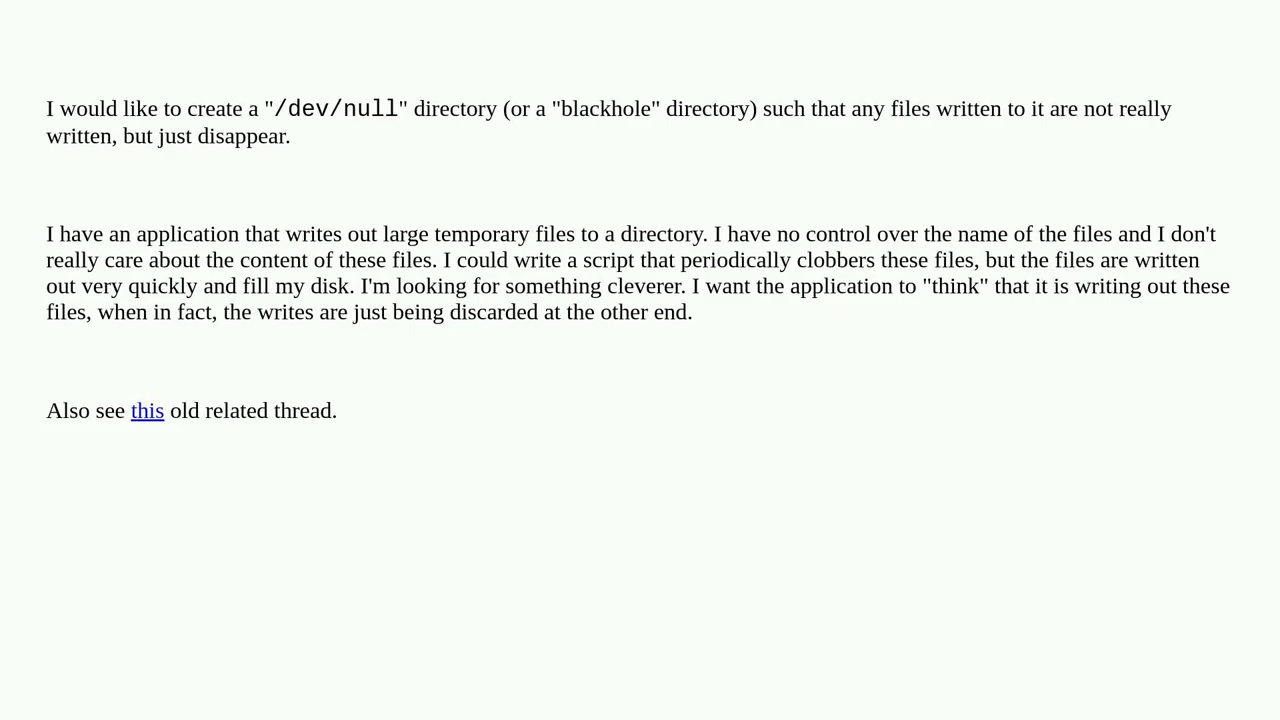 I would like to create a "/dev/null" directory (or a "blackhole" directory) such that any files written to it are not really
written, but just disappear.
I have an application that writes out large temporary files to a directory. I have no control over the name of the files and I don't
really care about the content of these files. I could write a script that periodically clobbers these files, but the files are written
out very quickly and fill my disk. I'm looking for something cleverer. I want the application to "think" that it is writing out these
files, when in fact, the writes are just being discarded at the other end.
Also see this old related thread.